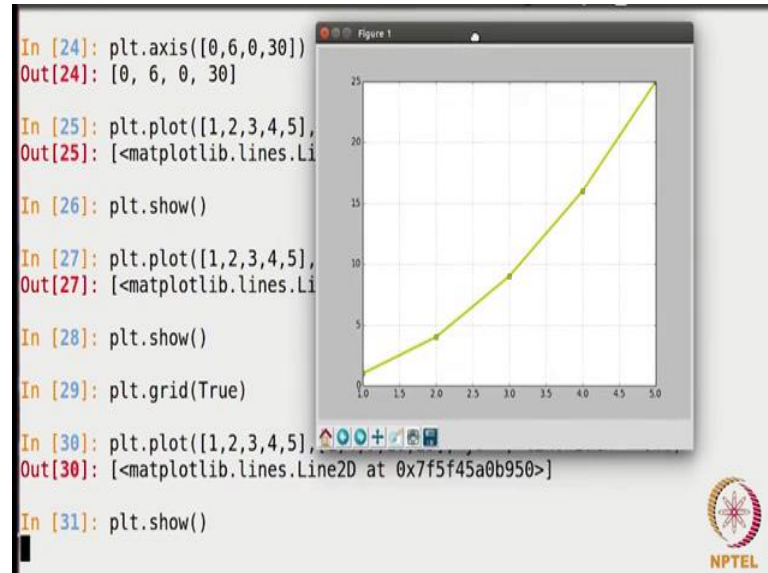 In [24]: plt.axis([0,6,0,30])
Out[24]: [0, 6, 0, 30]
In [25]: plt.plot([1,2,3,4,5],
Out[25]: [<matplotlib.lines.Li
In [26]: plt.show()
In [27]: plt.plot([1,2,3,4,5],
Out[27]: [<matplotlib.lines.Li
In [28]: plt.show()
In [29]: plt.grid(True)
In [30]: plt.plot([1,2,3,4,5],
Out[30]: [<matplotlib.lines.Line2D at 0x7f5f45a0b950>]
In [31]: plt.show()
Figure 1
25
20
15
10
5
0
1.0 1.5 2.0 2.5 3.0 3.5 4.0 4.5 5.0
NPTEL